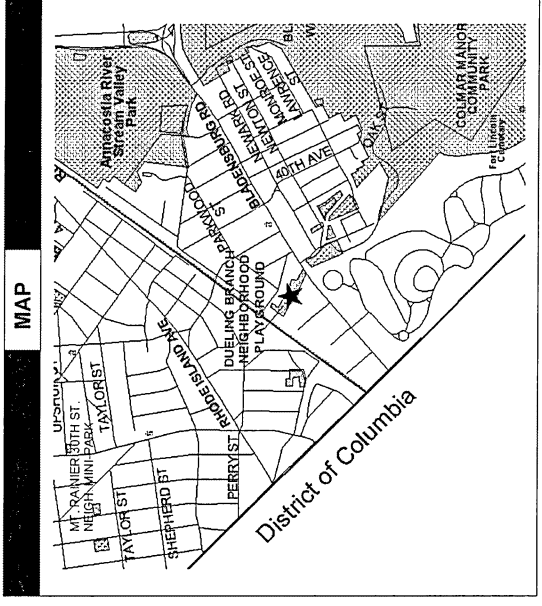 MAP
Annacostia River
Stream Valley
Park
BLADENSBURG RD
NEWARK RD
NEWTON ST
MONROE ST
LAWRENCE
ST
40TH AVE
OAK ST
COLMAR MANOR
COMMUNITY
PARK
Fort Lincoln
Cemetery
PARKWOOD
ST
DUELING BRANCH
NEIGHBORHOOD
PLAYGROUND
RHODE ISLAND AVE
MT. RAINIER 30TH ST.
NEIGH. MINI-PARK
TAYLOR ST
TAYLOR ST
SHEPHERD ST
PERRY ST
District of Columbia